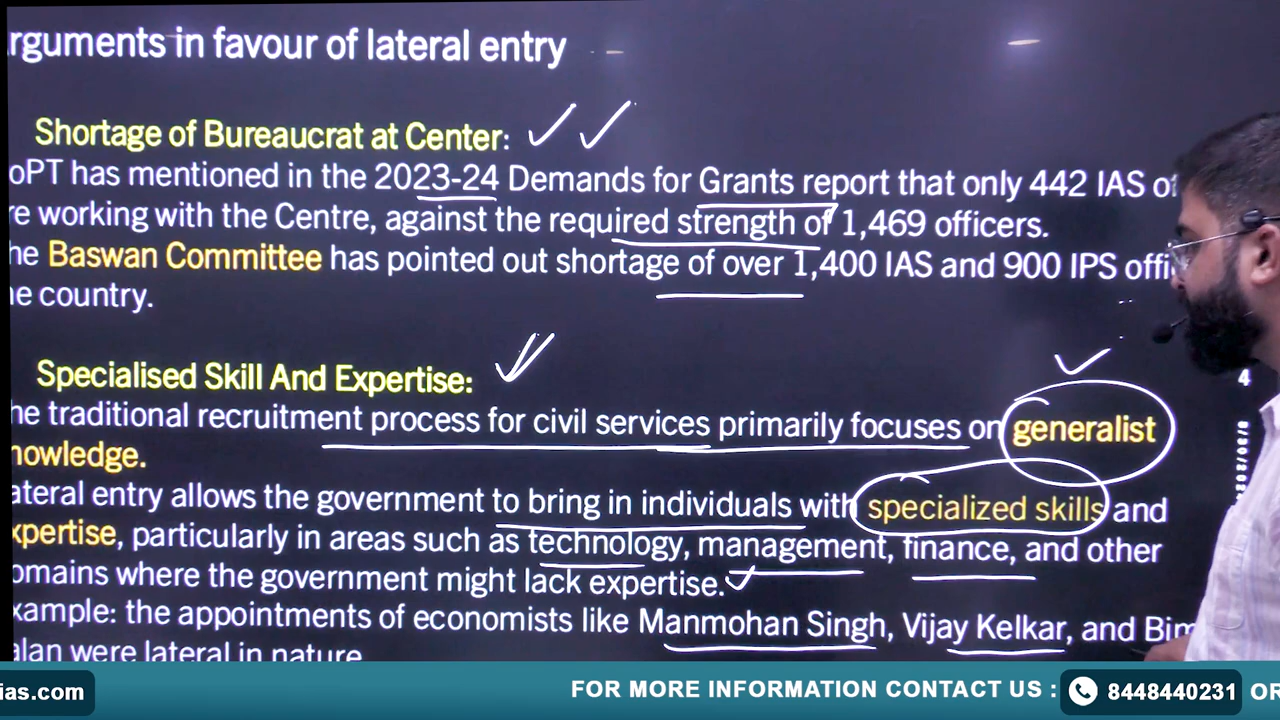 rguments in favour of lateral entry
Shortage of Bureaucrat at Center:
oPT has mentioned in the 2023-24 Demands for Grants report that only 442 IAS of
re working with the Centre, against the required strength of 1,469 officers.
he Baswan Committee has pointed out shortage of over 1,400 IAS and 900 IPS offi
he country.
Specialised Skill And Expertise:
he traditional recruitment process for civil services primarily focuses on generalist
nowledge.
ateral entry allows the government to bring in individuals with specialized skills and
xpertise, particularly in areas such as technology, management, finance, and other
omains where the government might lack expertise.
xample: the appointments of economists like Manmohan Singh, Vijay Kelkar, and Bim
alan were lateral in nature
4
ias.com
FOR MORE INFORMATION CONTACT US : 8448440231 OR